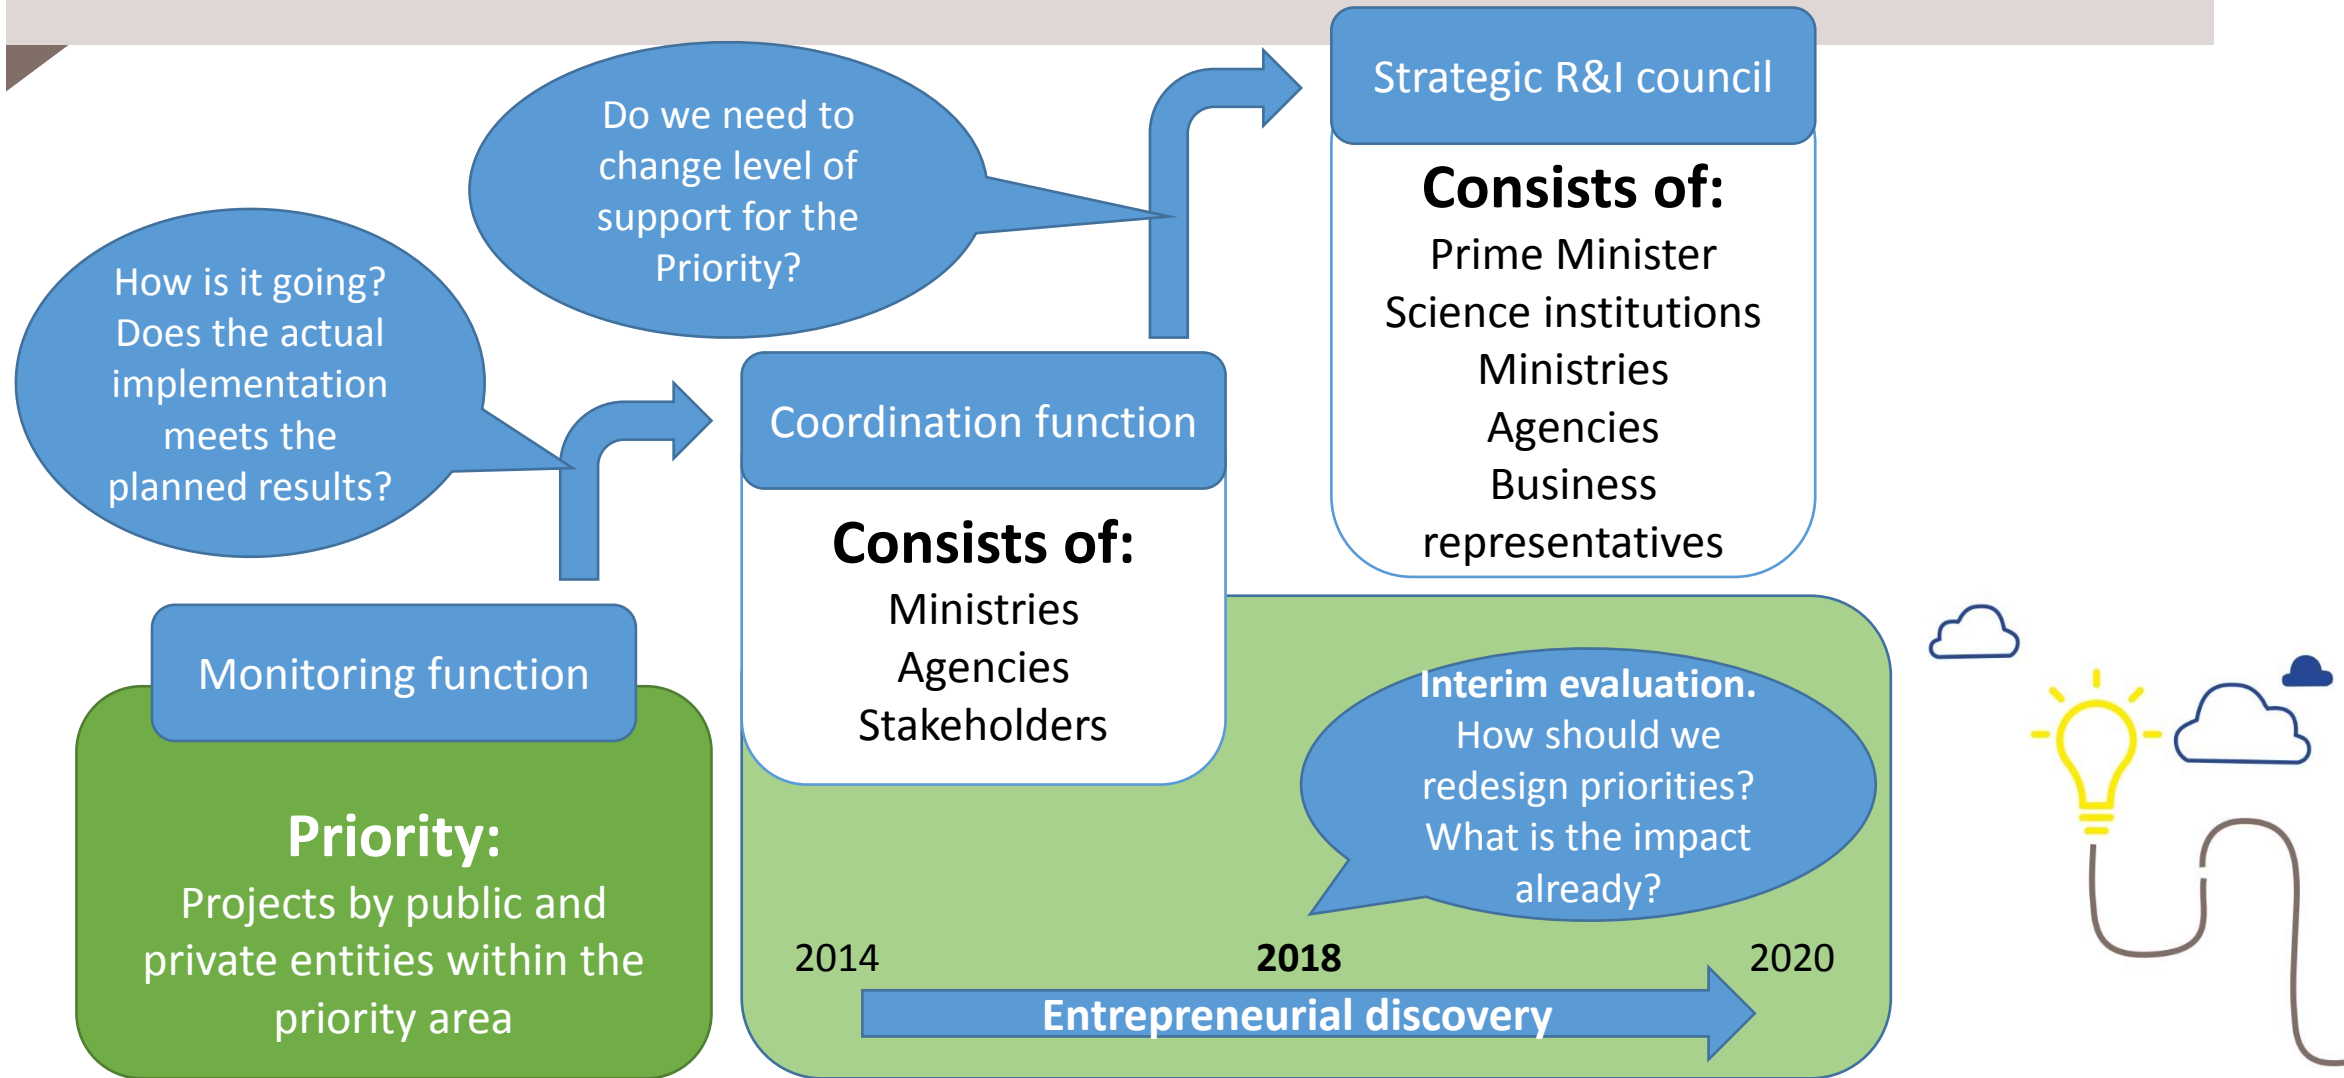 Strategic R&I council
Consists of:
Prime Minister
Science institutions
Ministries
Agencies
Business
representatives
Do we need to
change level of
support for the
Priority?
How is it going?
Does the actual
implementation
meets the
planned results?
Coordination function
Consists of:
Ministries
Agencies
Stakeholders
Monitoring function
Priority:
Projects by public and
private entities within the
priority area
Interim evaluation.
How should we
redesign priorities?
What is the impact
already?
2014 2018 2020
Entrepreneurial discovery